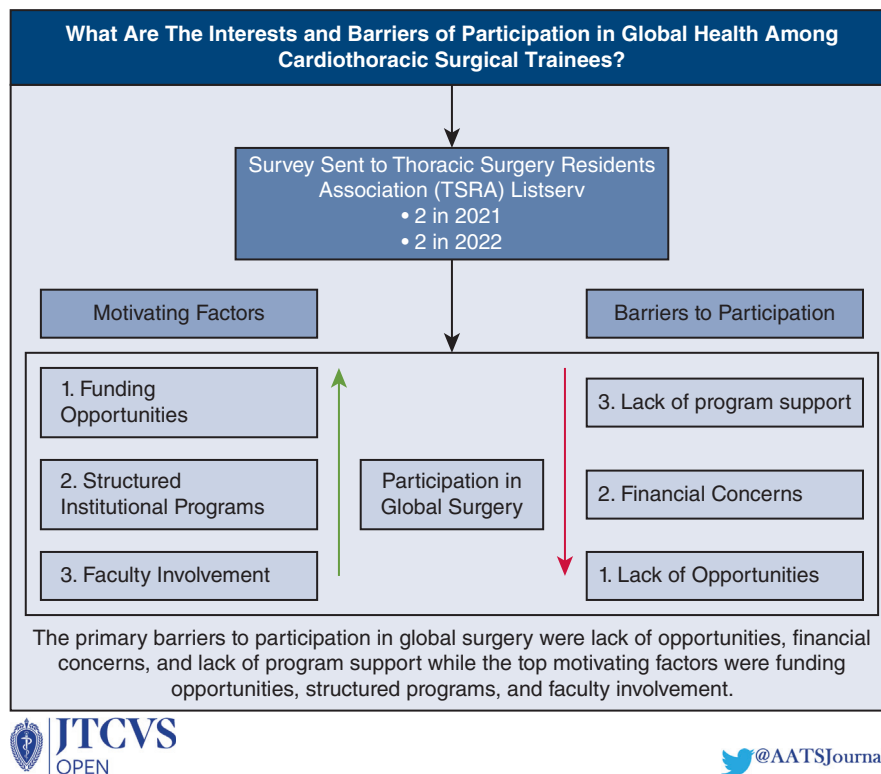 What Are The Interests and Barriers of Participation in Global Health Among
Cardiothoracic Surgical Trainees?
Survey Sent to Thoracic Surgery Residents
Association (TSRA) Listserv
• 2 in 2021
• 2 in 2022
Motivating Factors
Barriers to Participation
1. Funding
Opportunities
2. Structured
Institutional Programs
3. Faculty Involvement
Participation in
Global Surgery
3. Lack of program support
2. Financial Concerns
1. Lack of Opportunities
The primary barriers to participation in global surgery were lack of opportunities, financial
concerns, and lack of program support while the top motivating factors were funding
opportunities, structured programs, and faculty involvement.
JTCVS
OPEN
@AATSJourna